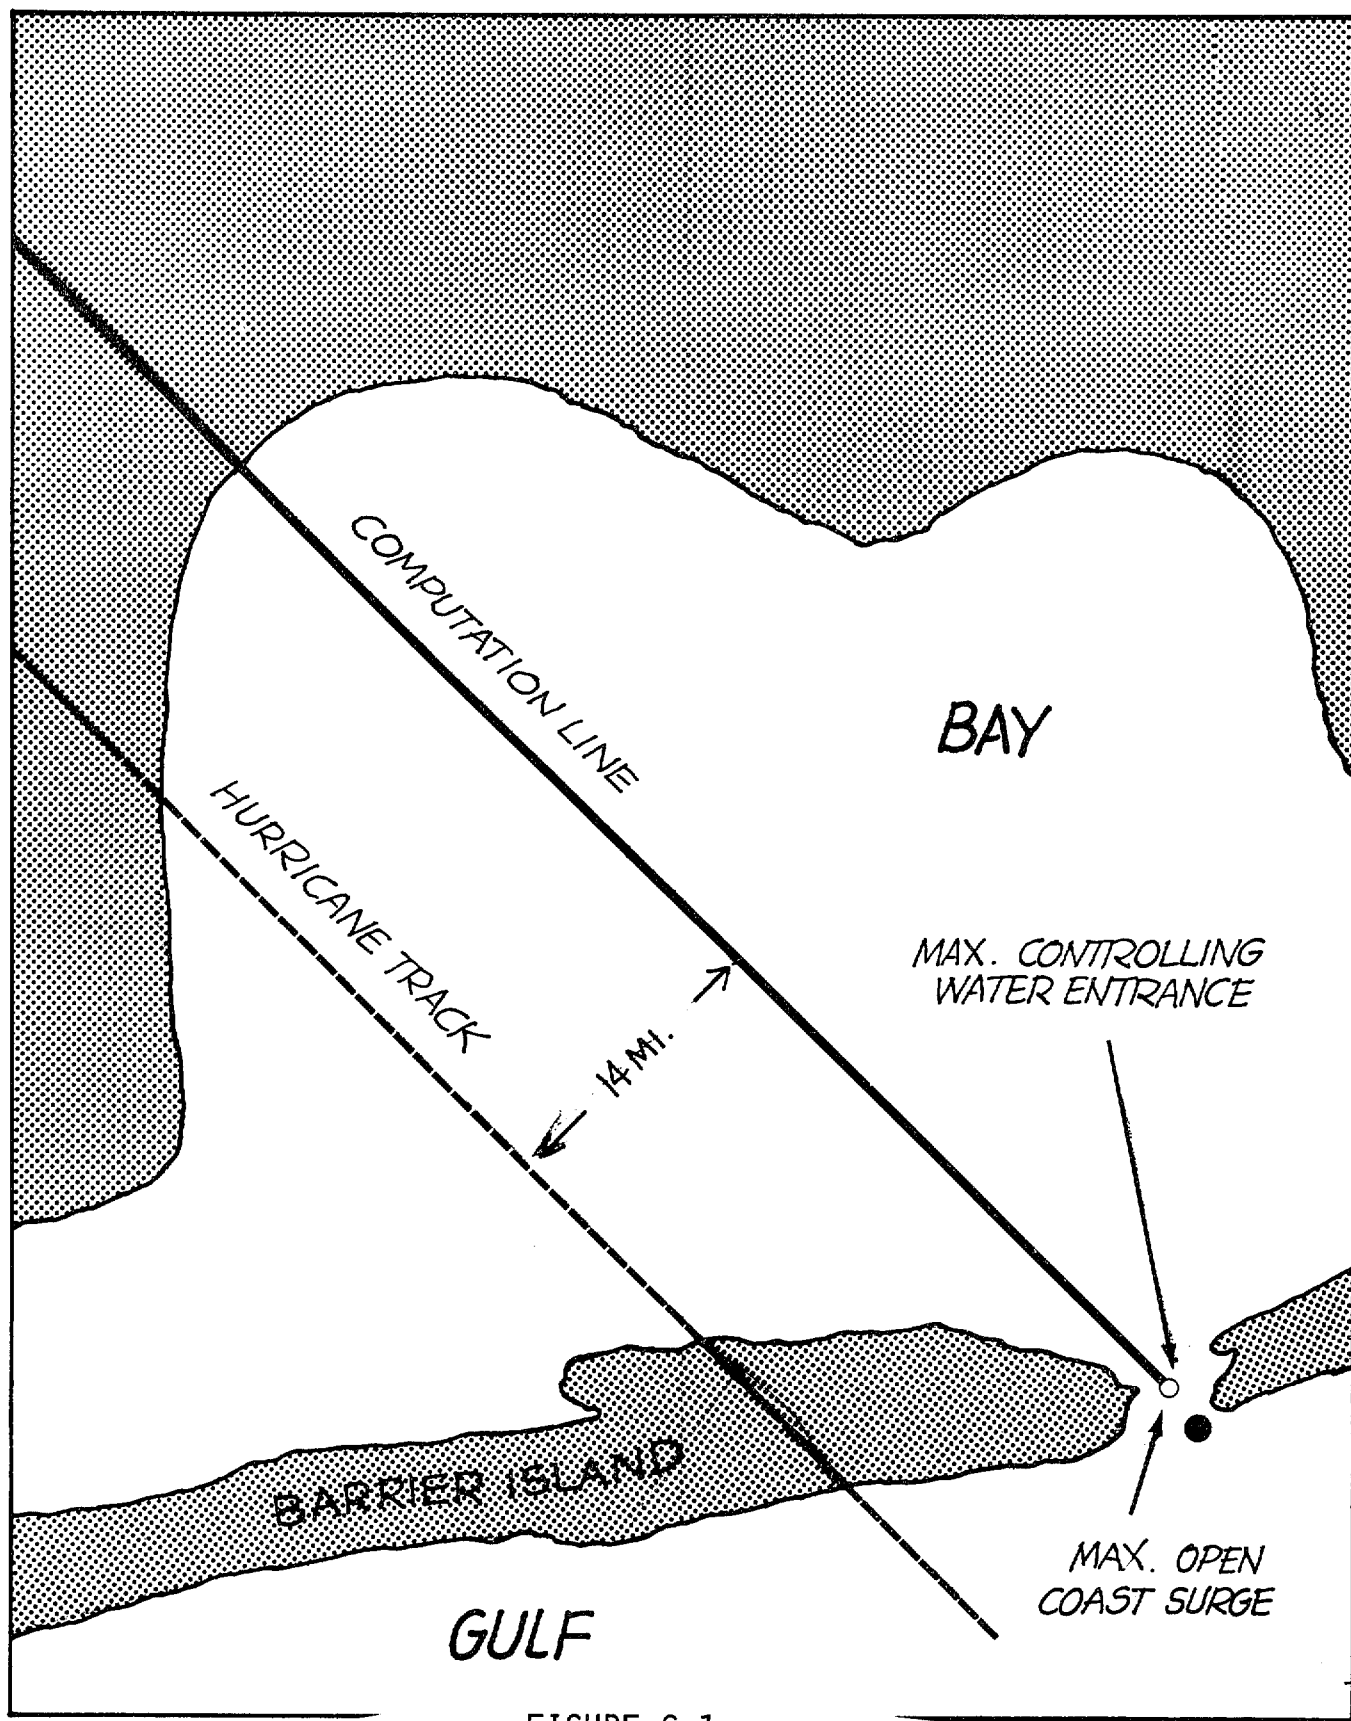 COMPUTATION LINE
BAY
HURRICANE TRACK
MAX. CONTROLLING
WATER ENTRANCE
14 MI.
BARRIER ISLAND
MAX. OPEN
COAST SURGE
GULF